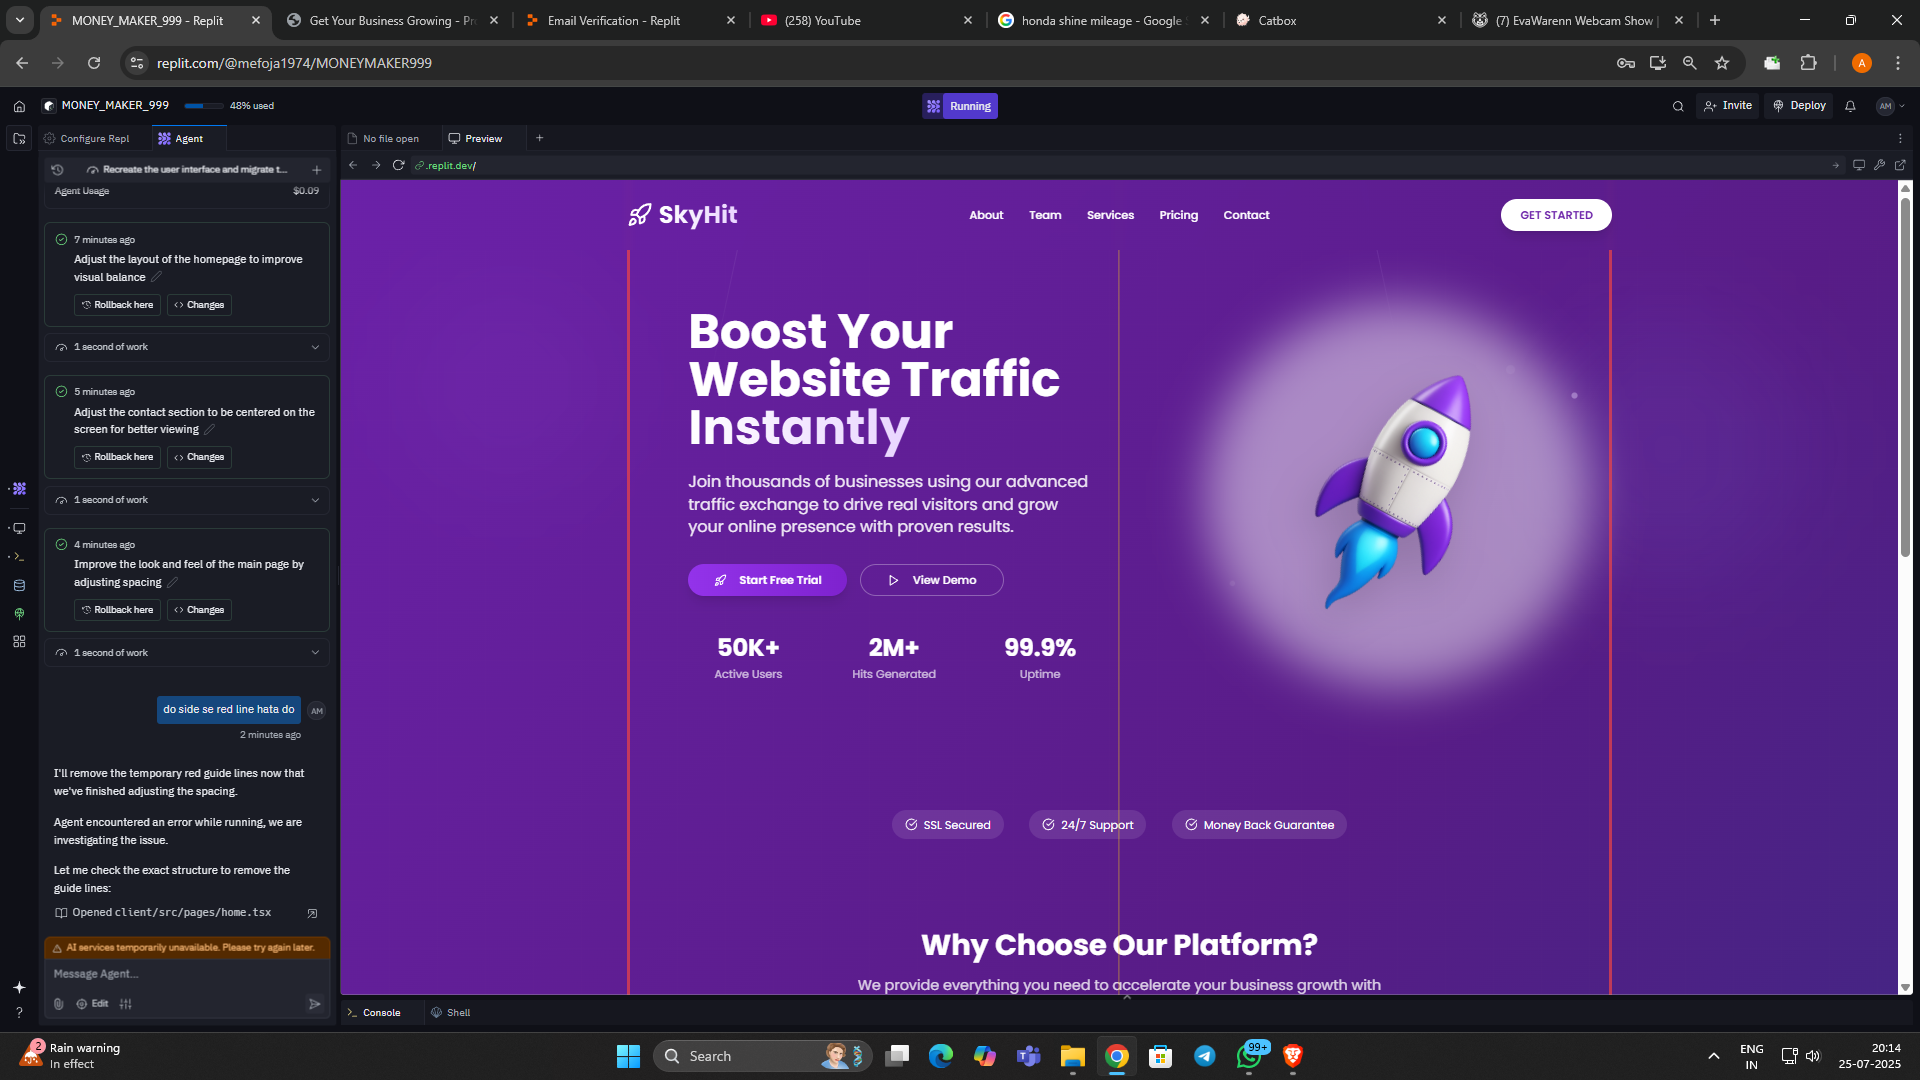 MONEY_MAKER_999 - Replit
Get Your Business Growing - Pr
Email Verification - Replit
(258) YouTube
honda shine mileage - Google
Catbox
(7) EvaWarenn Webcam Show |
replit.com/@mefoja1974/MONEYMAKER999
A
MONEY_MAKER_999
48% used
Running
Invite
Deploy
AM
Configure Repl
Agent
No file open
Preview
Recreate the user interface and migrate t...
.replit.dev/
Agent Usage
$0.09
7 minutes ago
Adjust the layout of the homepage to improve
visual balance
Rollback here
Changes
1 second of work
5 minutes ago
Adjust the contact section to be centered on the
screen for better viewing
Rollback here
Changes
1 second of work
4 minutes ago
Improve the look and feel of the main page by
adjusting spacing
Rollback here
Changes
1 second of work
do side se red line hata do
AM
2 minutes ago
I'll remove the temporary red guide lines now that
we've finished adjusting the spacing.
Agent encountered an error while running, we are
investigating the issue.
Let me check the exact structure to remove the
guide lines:
Opened client/src/pages/home.tsx
AI services temporarily unavailable. Please try again later.
Message Agent...
Edit
SkyHit
About
Team
Services
Pricing
Contact
GET STARTED
Boost Your
Website Traffic
Instantly
Join thousands of businesses using our advanced
traffic exchange to drive real visitors and grow
your online presence with proven results.
Start Free Trial
View Demo
50K+
2M+
99.9%
Active Users
Hits Generated
Uptime
SSL Secured
24/7 Support
Money Back Guarantee
Why Choose Our Platform?
We provide everything you need to accelerate your business growth with
Console
Shell
2
Rain warning
In effect
Search
99+
ENG
IN
20:14
25-07-2025